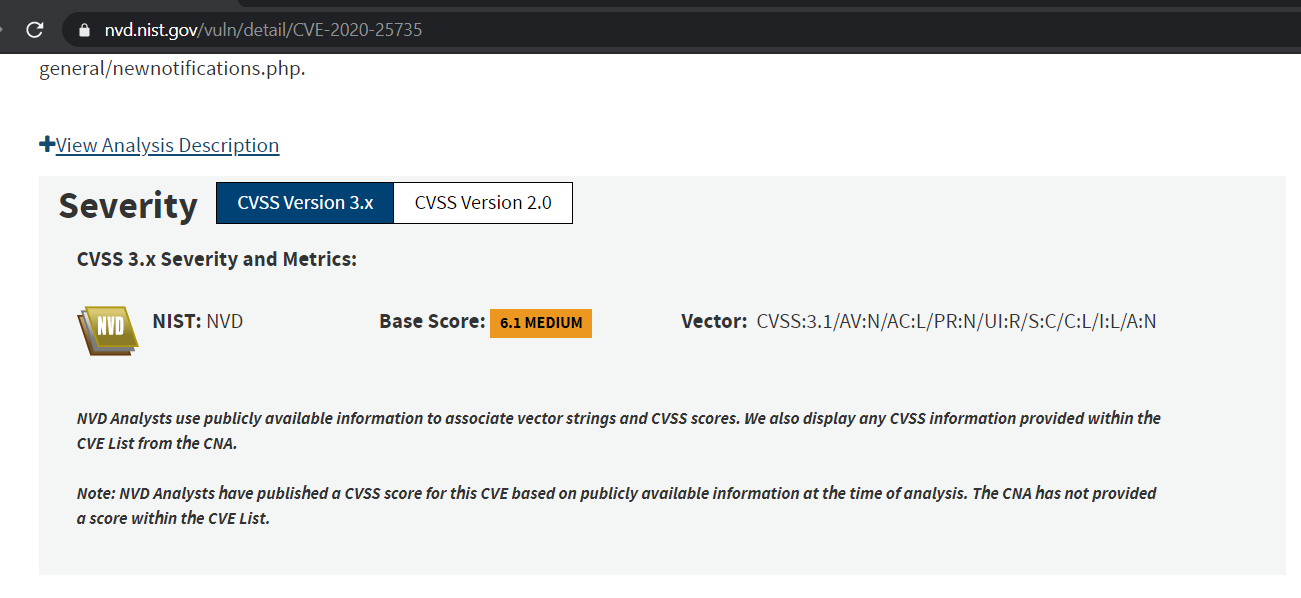 nvd.nist.gov/vuln/detail/CVE-2020-25735
general/newnotifications.php.
View Analysis Description
Severity CVSS Version 3.x CVSS Version 2.0
CVSS 3.x Severity and Metrics:
NVD NIST: NVD Base Score: 6.1 MEDIUM Vector: CVSS:3.1/AV:N/AC:L/PR:N/UI:R/S:C/C:L/I:L/A:N
NVD Analysts use publicly available information to associate vector strings and CVSS scores. We also display any CVSS information provided within the
CVE List from the CNA.
Note: NVD Analysts have published a CVSS score for this CVE based on publicly available information at the time of analysis. The CNA has not provided
a score within the CVE List.